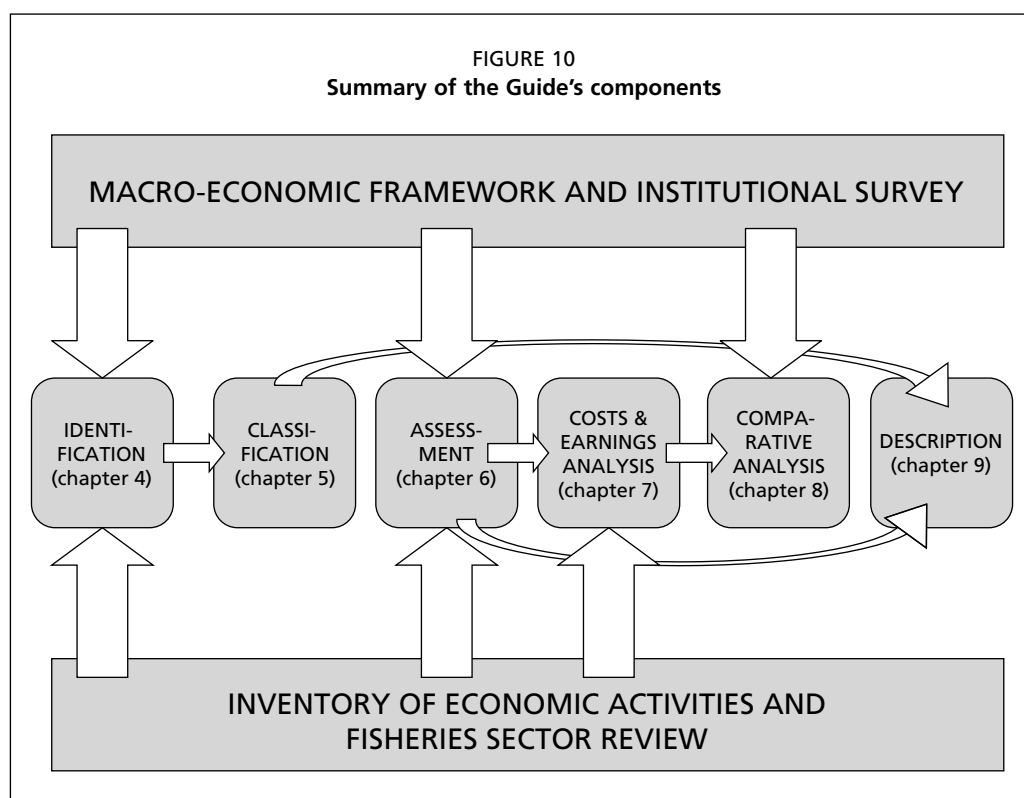 FIGURE 10
Summary of the Guide's components
MACRO-ECONOMIC FRAMEWORK AND INSTITUTIONAL SURVEY
IDENTI-
FICATION
(chapter 4)
CLASSI-
FICATION
(chapter 5)
ASSESS-
MENT
(chapter 6)
COSTS &
EARNINGS
ANALYSIS
(chapter 7)
COMPA-
RATIVE
ANALYSIS
(chapter 8)
DESCRIPTION
(chapter 9)
INVENTORY OF ECONOMIC ACTIVITIES AND
FISHERIES SECTOR REVIEW